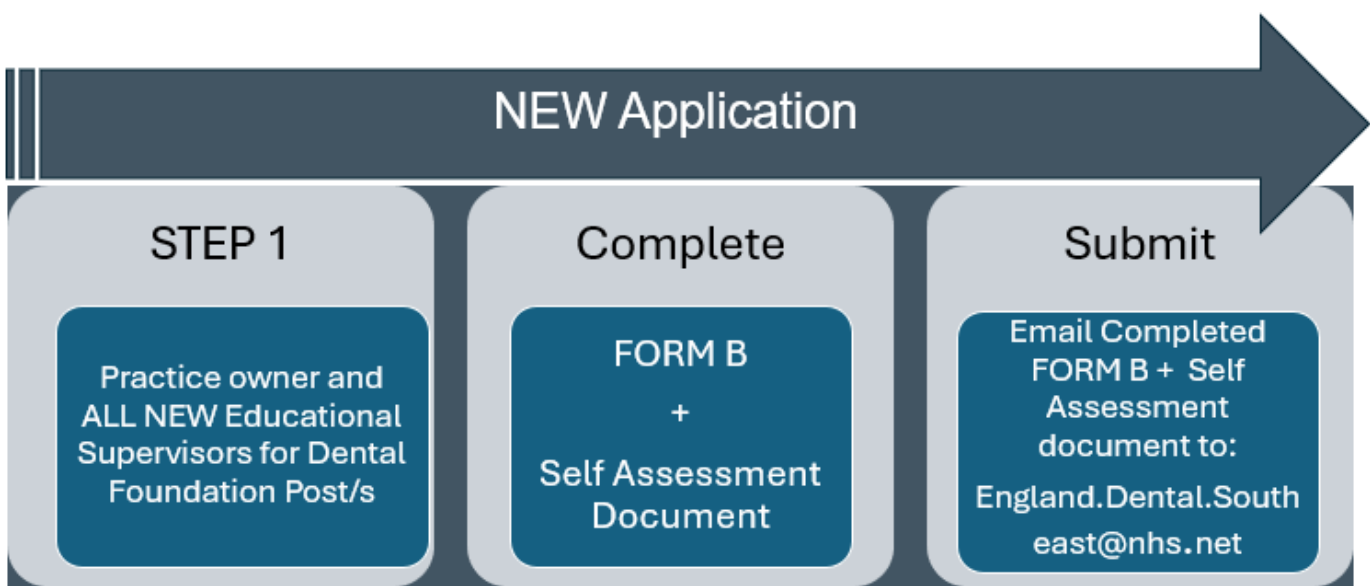 NEW Application
STEP 1
Practice owner and
ALL NEW Educational
Supervisors for Dental
Foundation Post/s
Complete
FORM B
+
Self Assessment
Document
Submit
Email Completed
FORM B + Self
Assessment
document to:
England.Dental.South
east@nhs.net